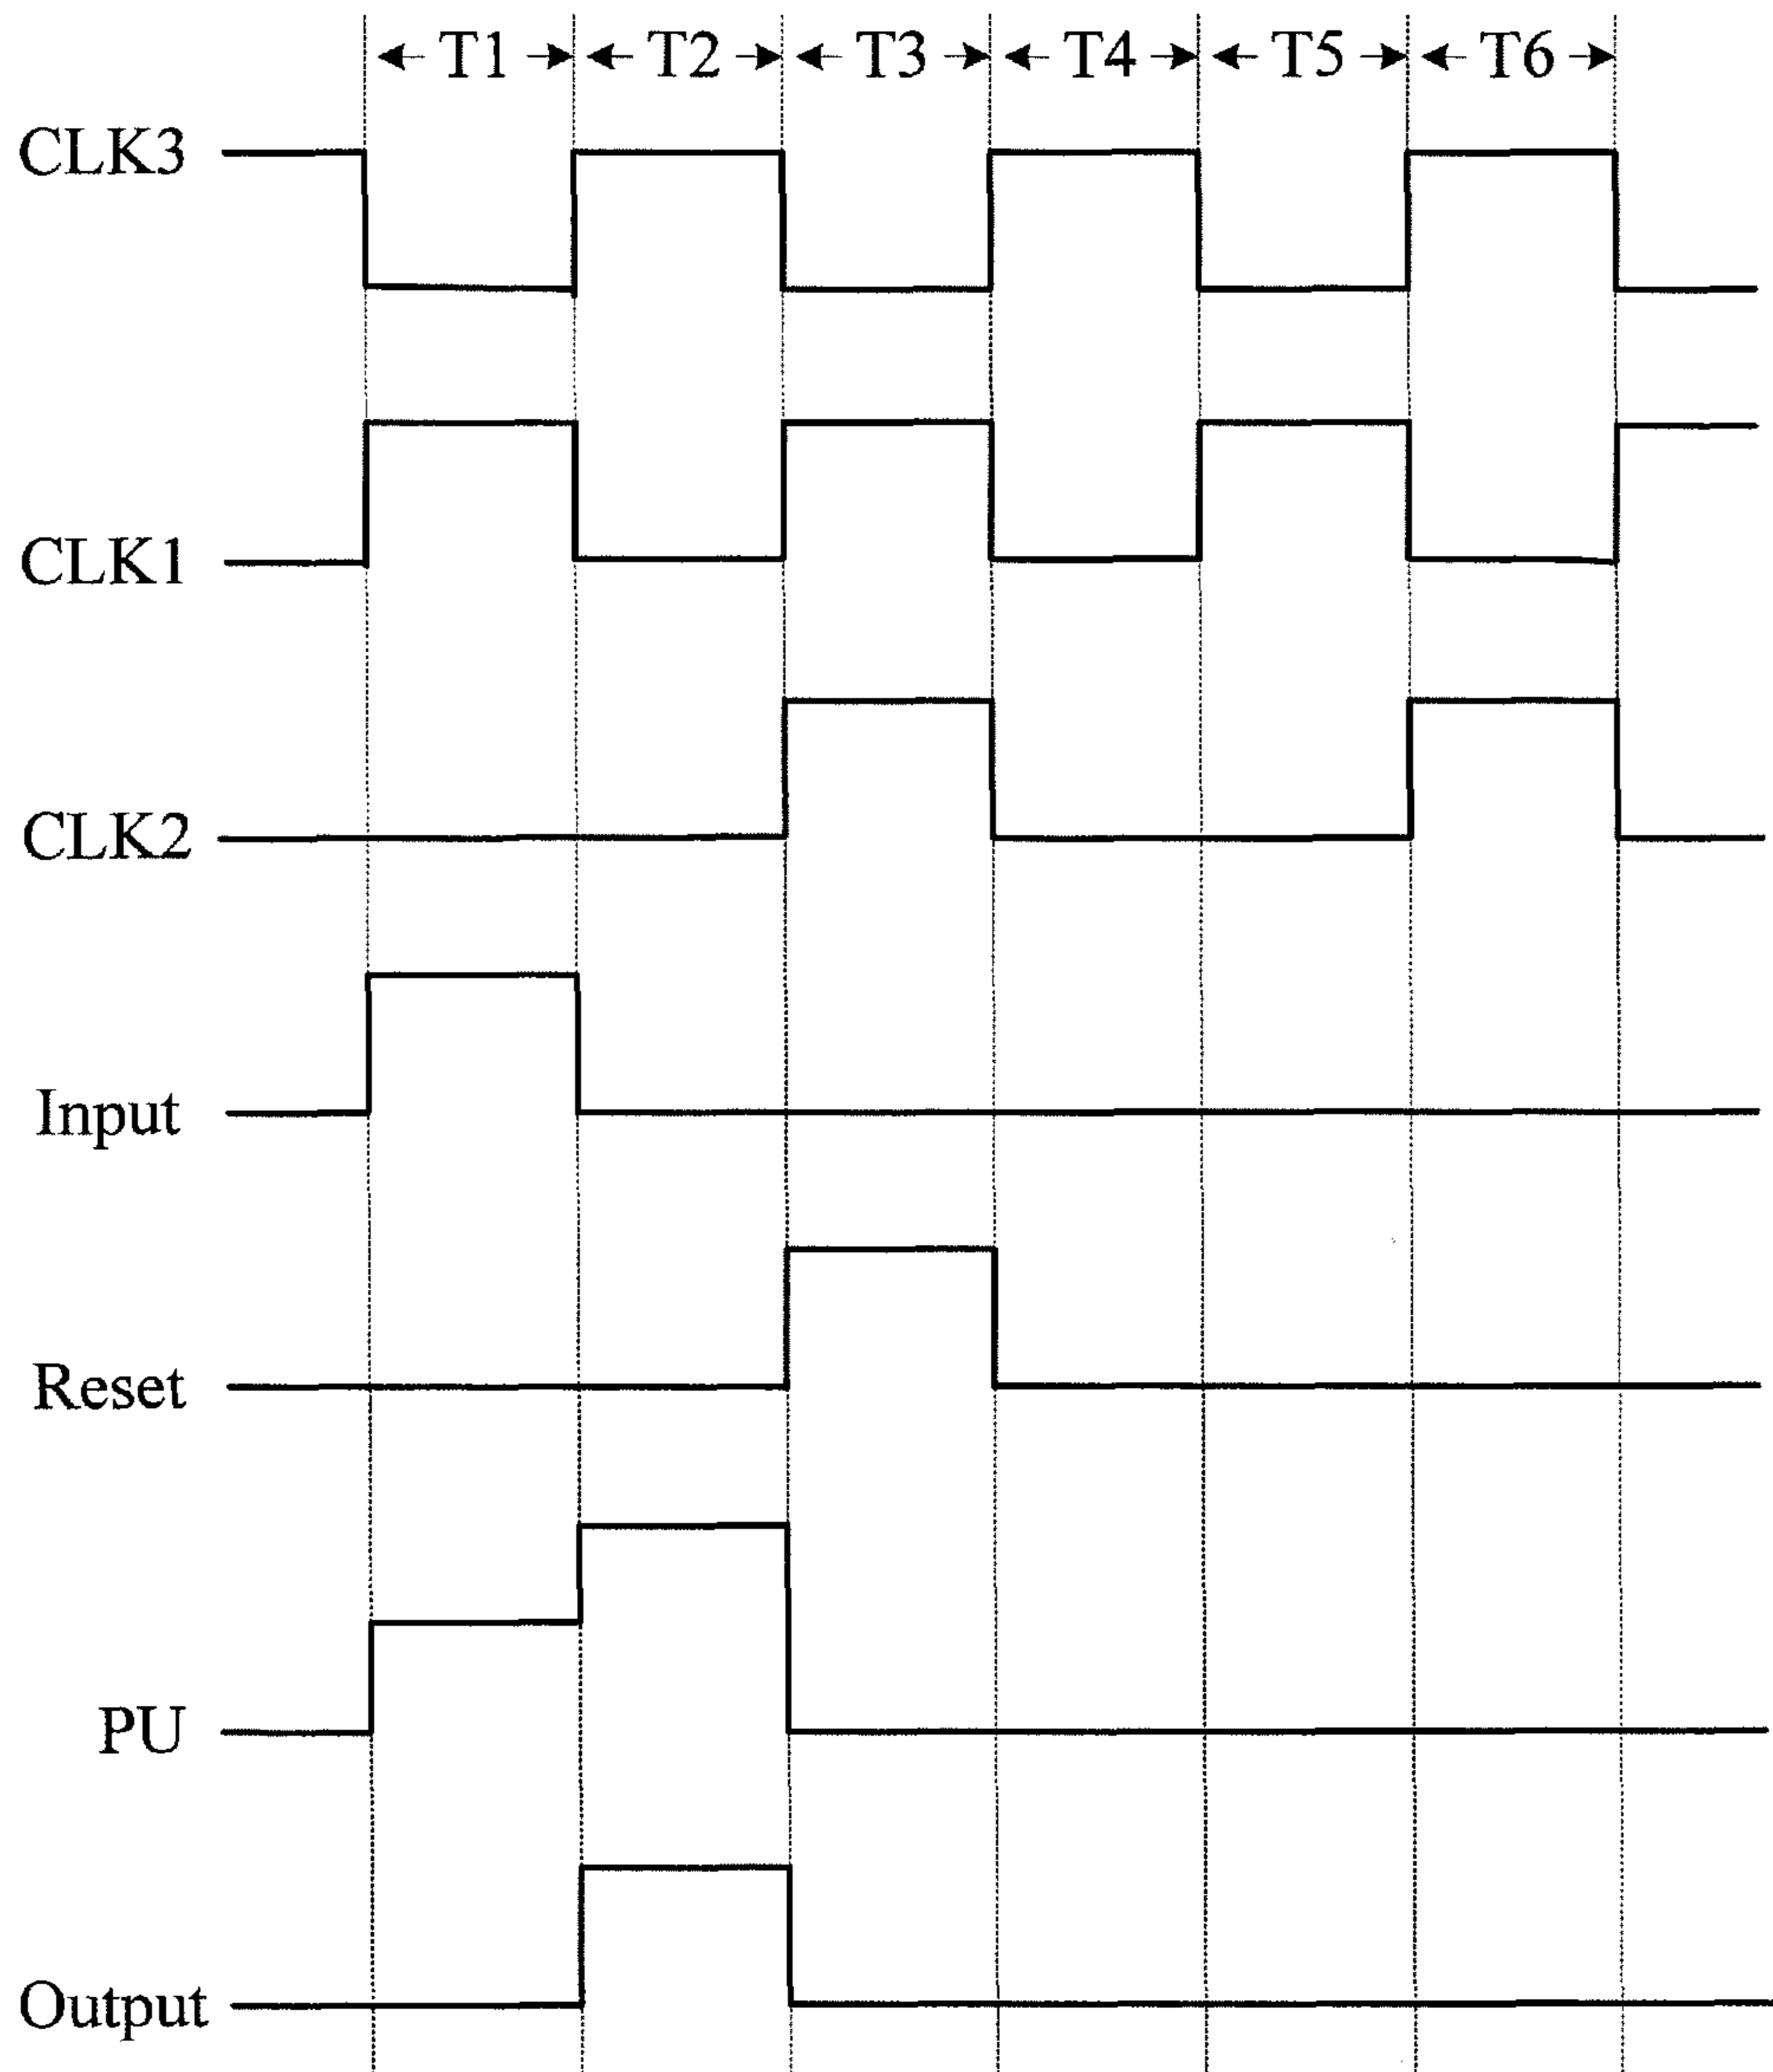 T1 T2 T3 T4 T5 T6
CLK3
CLK1
CLK2
Input
Reset
PU
Output